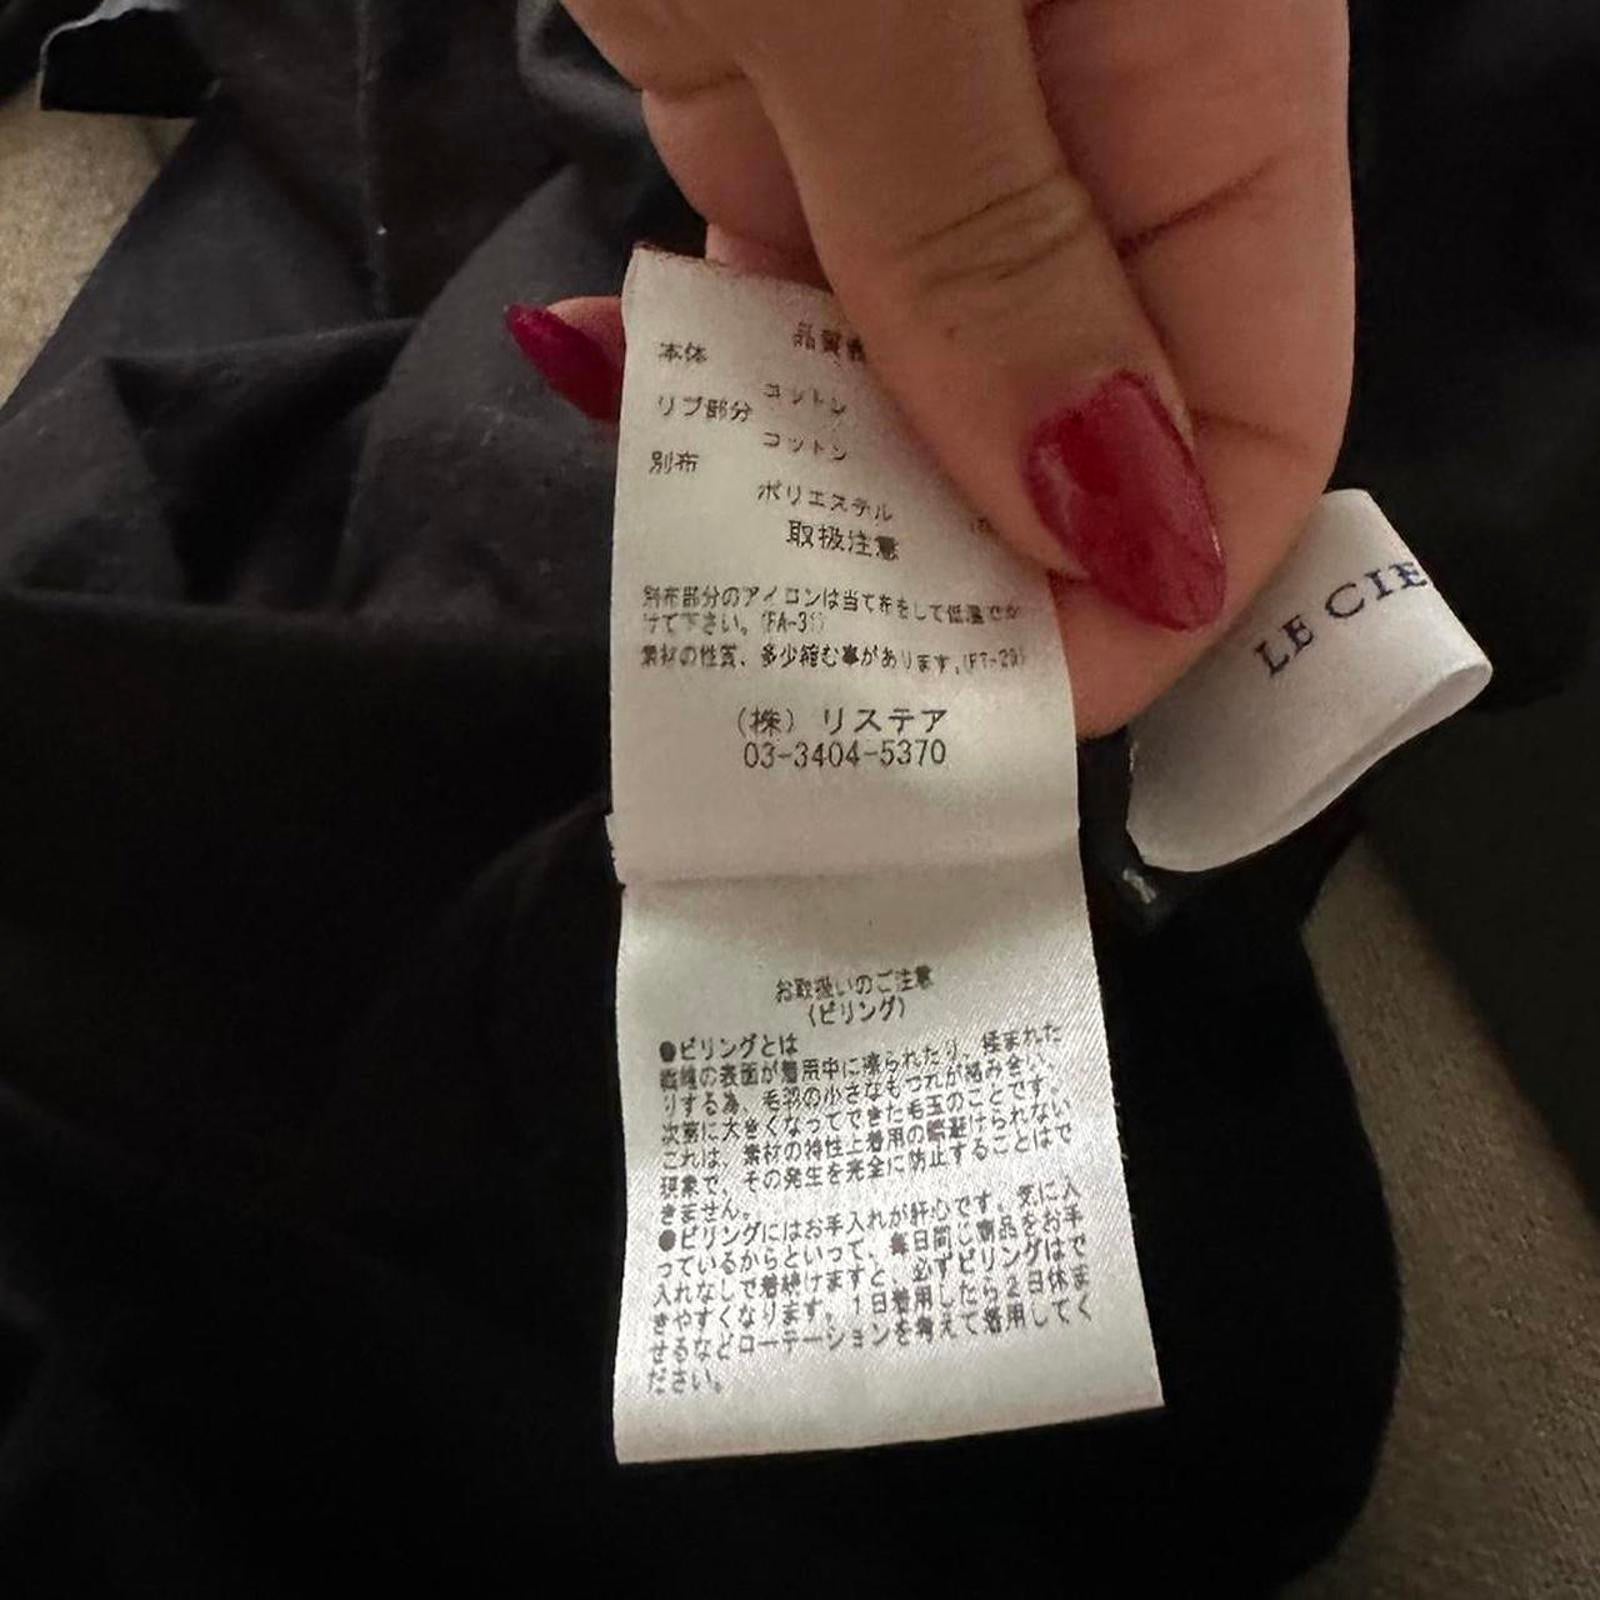 品質
本体
コットン
リブ部分
コットン
別布
ポリエステル
取扱注意
別布部分のアイロンは当て布をして低温でか
けて下さい。(FA-31)
素材の性質、多少縮む事があります。(FT-29)
(株) リステア
03-3404-5370
LE CIE
お取扱いのご注意
(ピリング)
●ピリングとは
繊維の表面が着用中に擦られたり、揉まれた
りする為、毛羽の小さなもつれが絡み合い、
次第に大きくなってできた毛玉のことです。
これは、素材の特性上着用の際避けられない
現象で、その発生を完全に防止することはで
きません。
●ピリングにはお手入れが肝心です。気に入
っているからといって、毎日同じ商品をお手
入れなしで着続けますと、必ずピリングはで
きやすくなります。1日着用したら2日休ま
せるなどローテーションを考えて着用してく
ださい。